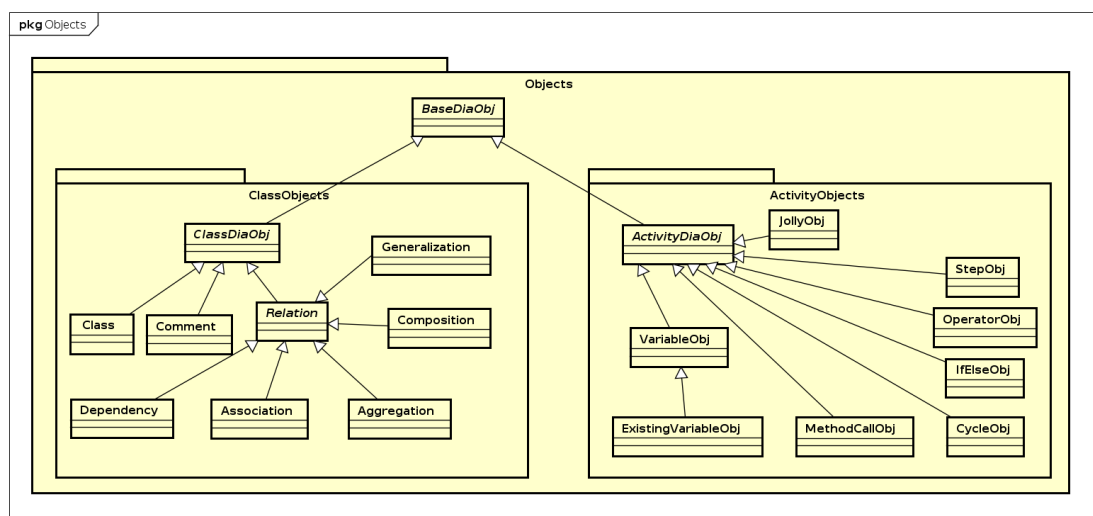 pkg Objects
Objects
BaseDiaObj
ClassObjects
ClassDiaObj
Generalization
Class
Comment
Relation
Composition
Dependency
Association
Aggregation
ActivityObjects
JollyObj
ActivityDiaObj
StepObj
OperatorObj
VariableObj
IfElseObj
ExistingVariableObj
MethodCallObj
CycleObj